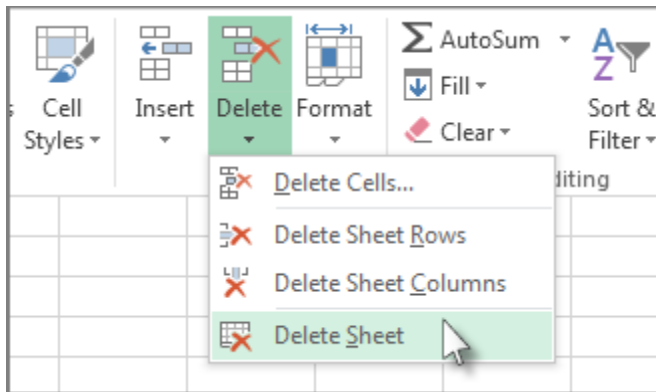 Cell Styles
Insert
Delete
Format
AutoSum
Fill
Clear
Sort &
Filter
Delete Cells...
Delete Sheet Rows
Delete Sheet Columns
Delete Sheet